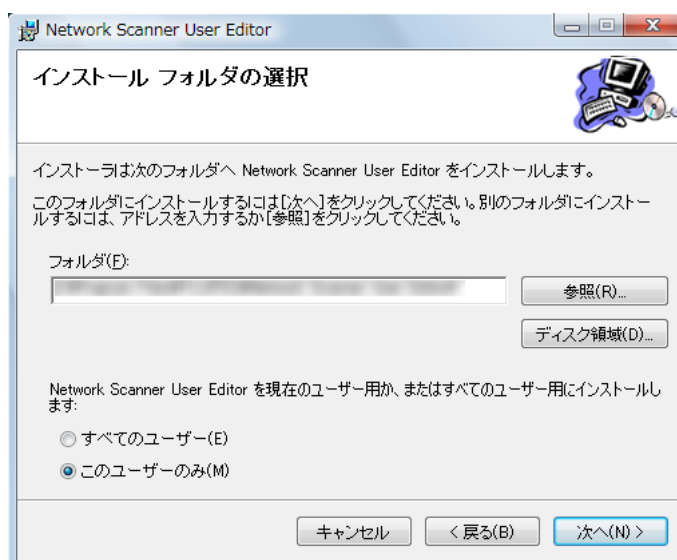 Network Scanner User Editor
インストール フォルダの選択
インストーラは次のフォルダへ Network Scanner User Editor をインストールします。
このフォルダにインストールするには[次へ]をクリックしてください。別のフォルダにインストー
ルするには、アドレスを入力するか[参照]をクリックしてください。
フォルダ(F):
参照(R)...
ディスク領域(D)...
Network Scanner User Editor を現在のユーザー用か、またはすべてのユーザー用にインストールし
ます:
すべてのユーザー(E)
このユーザーのみ(M)
キャンセル
< 戻る(B)
次へ(N) >